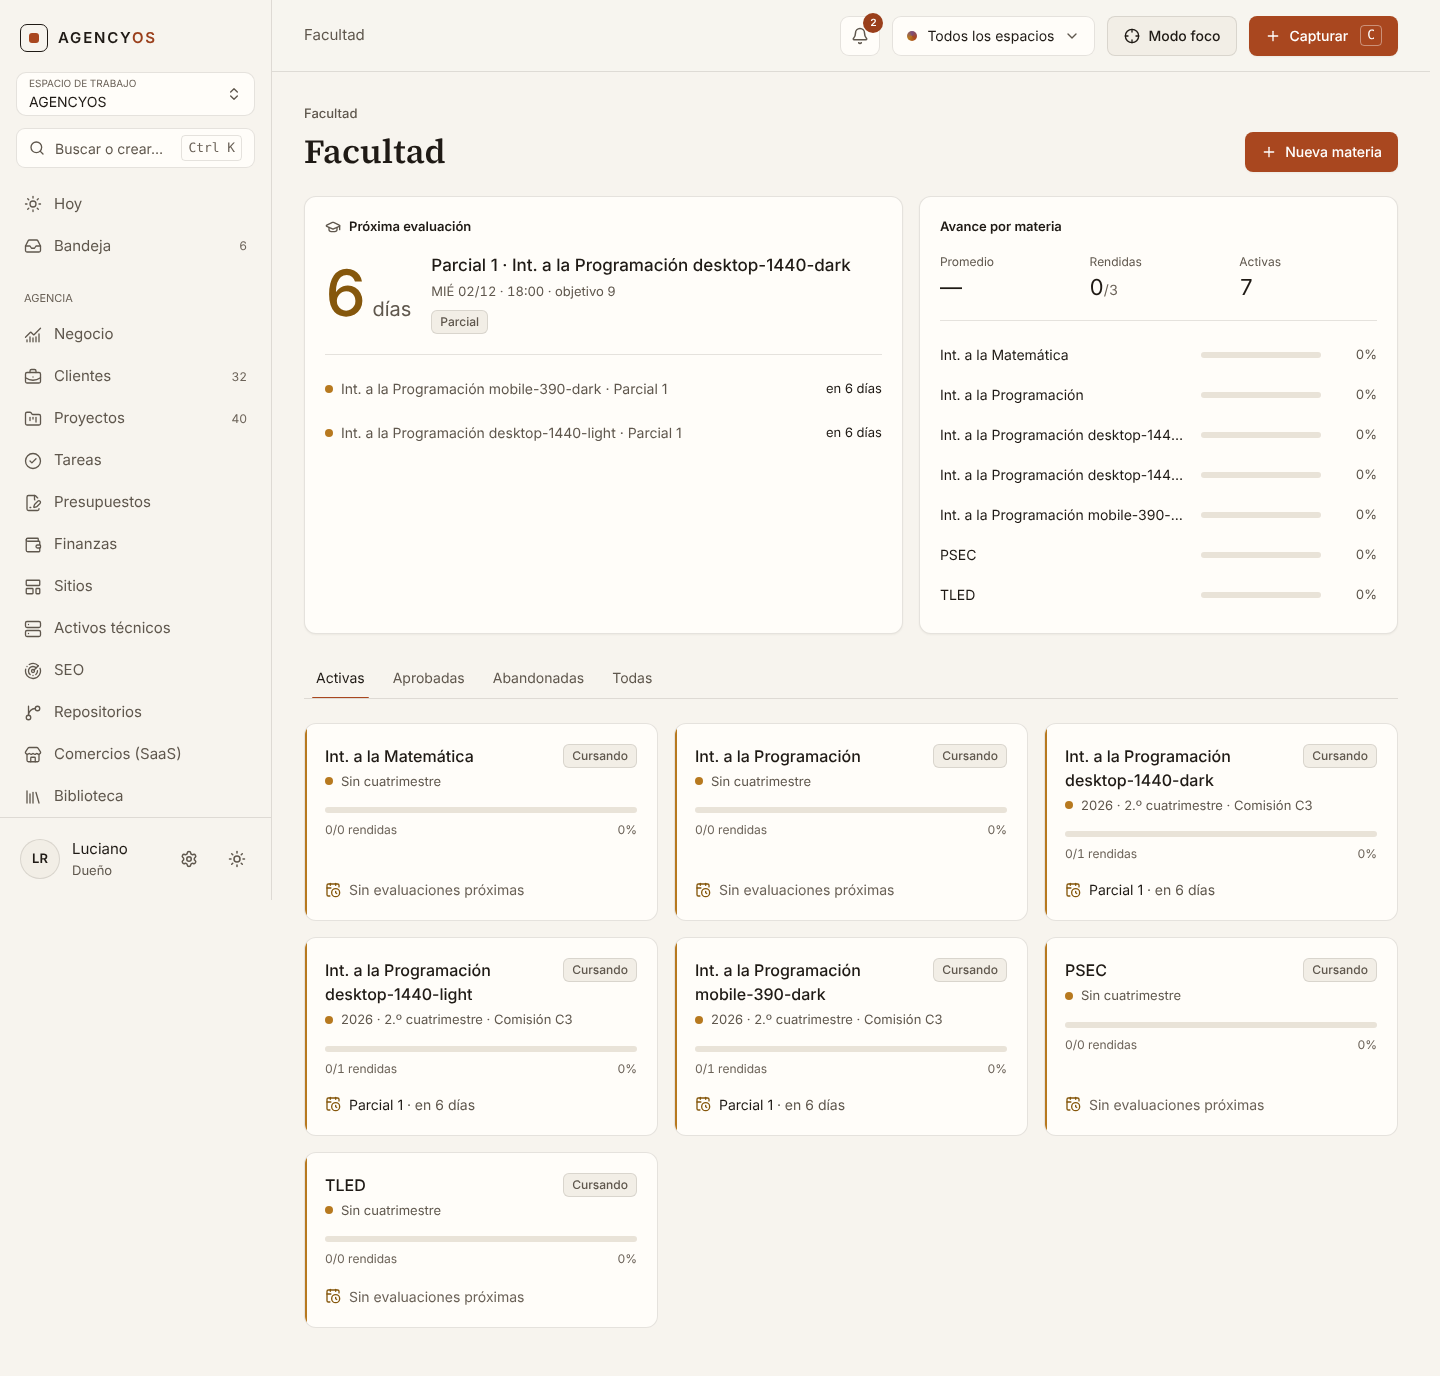 AGENCYOS
ESPACIO DE TRABAJO
AGENCYOS
Buscar o crear... Ctrl K
Hoy
Bandeja 6
AGENCIA
Negocio
Clientes 32
Proyectos 40
Tareas
Presupuestos
Finanzas
Sitios
Activos técnicos
SEO
Repositorios
Comercios (SaaS)
Biblioteca
LR
Luciano
Dueño
Facultad
2
Todos los espacios
Modo foco
Capturar C
Facultad
Facultad
Nueva materia
Próxima evaluación
6 días
Parcial 1 · Int. a la Programación desktop-1440-dark
MIÉ 02/12 · 18:00 · objetivo 9
Parcial
Int. a la Programación mobile-390-dark · Parcial 1 en 6 días
Int. a la Programación desktop-1440-light · Parcial 1 en 6 días
Avance por materia
Promedio Rendidas Activas
— 0/3 7
Int. a la Matemática 0%
Int. a la Programación 0%
Int. a la Programación desktop-144... 0%
Int. a la Programación desktop-144... 0%
Int. a la Programación mobile-390-... 0%
PSEC 0%
TLED 0%
Activas Aprobadas Abandonadas Todas
Int. a la Matemática Cursando
Sin cuatrimestre
0/0 rendidas 0%
Sin evaluaciones próximas
Int. a la Programación Cursando
Sin cuatrimestre
0/0 rendidas 0%
Sin evaluaciones próximas
Int. a la Programación Cursando
desktop-1440-dark
2026 · 2.º cuatrimestre · Comisión C3
0/1 rendidas 0%
Parcial 1 · en 6 días
Int. a la Programación Cursando
desktop-1440-light
2026 · 2.º cuatrimestre · Comisión C3
0/1 rendidas 0%
Parcial 1 · en 6 días
Int. a la Programación Cursando
mobile-390-dark
2026 · 2.º cuatrimestre · Comisión C3
0/1 rendidas 0%
Parcial 1 · en 6 días
PSEC Cursando
Sin cuatrimestre
0/0 rendidas 0%
Sin evaluaciones próximas
TLED Cursando
Sin cuatrimestre
0/0 rendidas 0%
Sin evaluaciones próximas